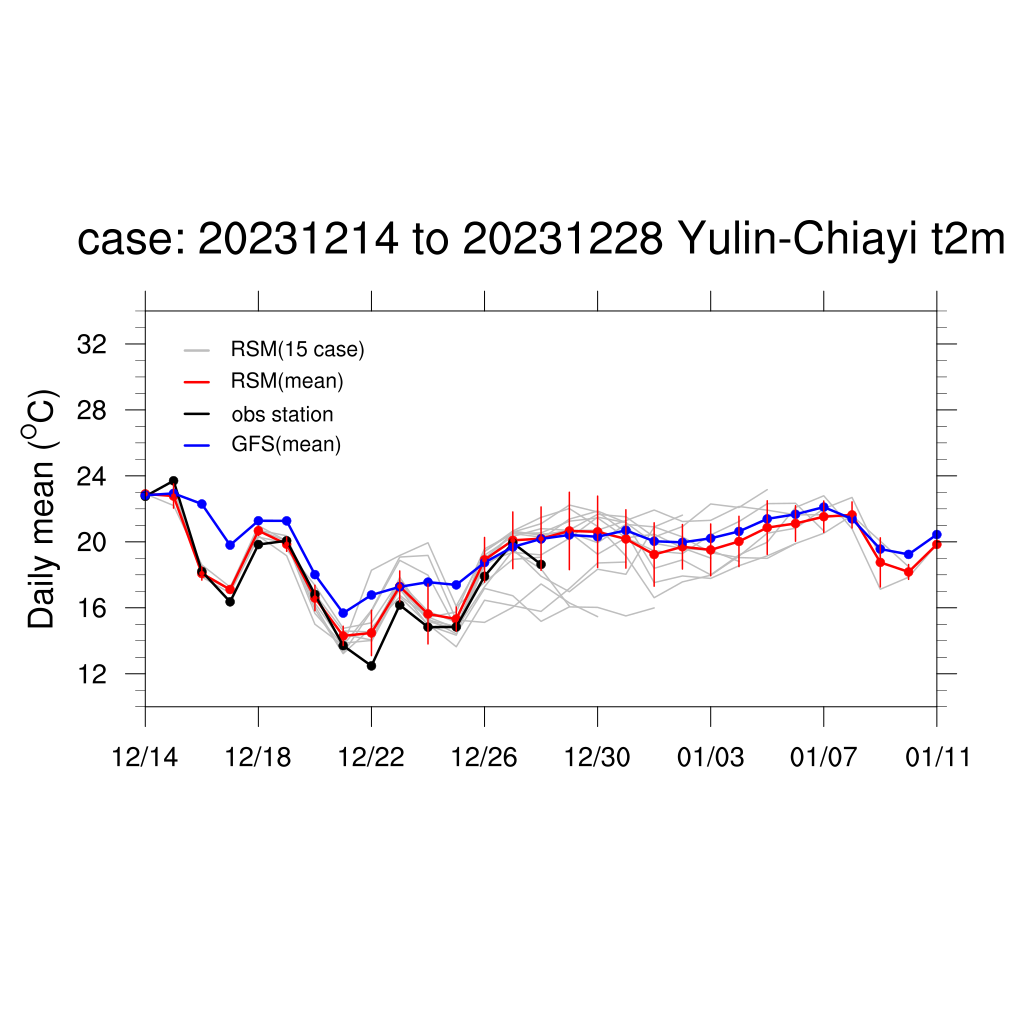 case: 20231214 to 20231228 Yulin-Chiayi t2m
RSM(15 case)
RSM(mean)
obs station
GFS(mean)
Daily mean (°C)
32
28
24
20
16
12
12/14 12/18 12/22 12/26 12/30 01/03 01/07 01/11